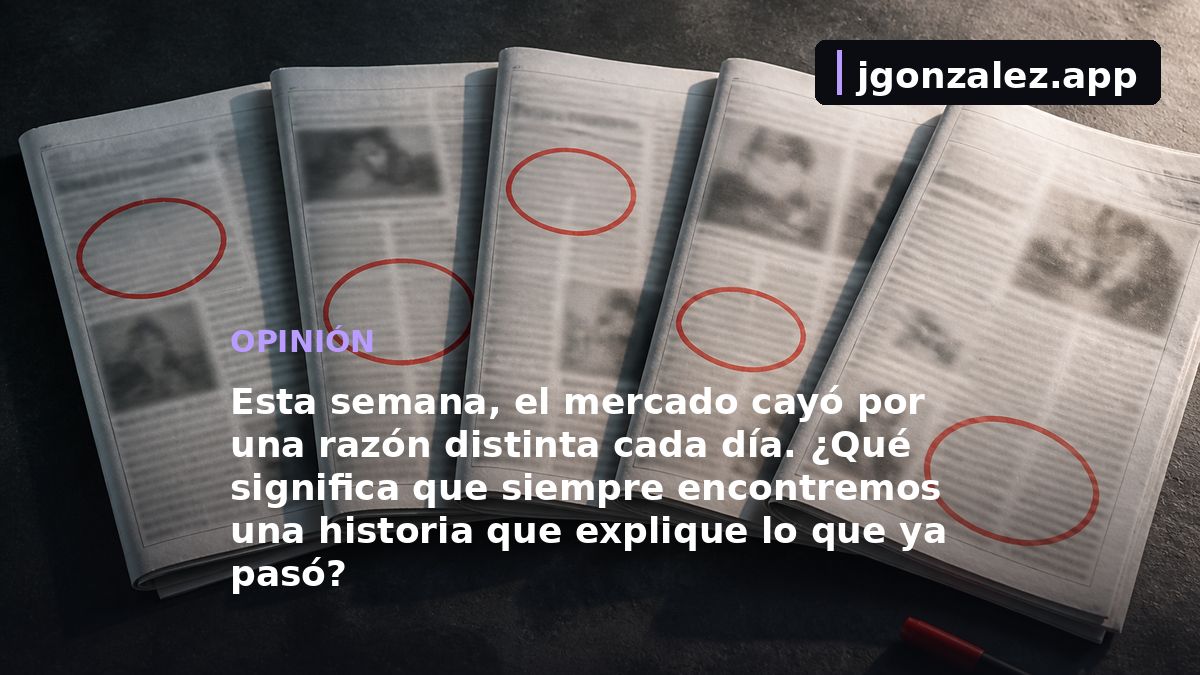 jgonzalez.app
OPINIÓN
Esta semana, el mercado cayó por
una razón distinta cada día. ¿Qué
significa que siempre encontremos
una historia que explique lo que ya
pasó?